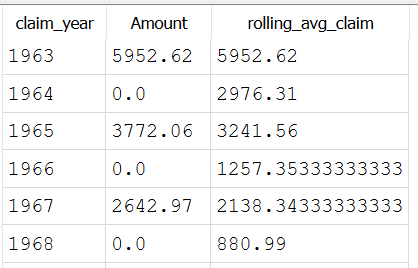 claim_year Amount rolling_avg_claim
1963 5952.62 5952.62
1964 0.0 2976.31
1965 3772.06 3241.56
1966 0.0 1257.35333333333
1967 2642.97 2138.34333333333
1968 0.0 880.99